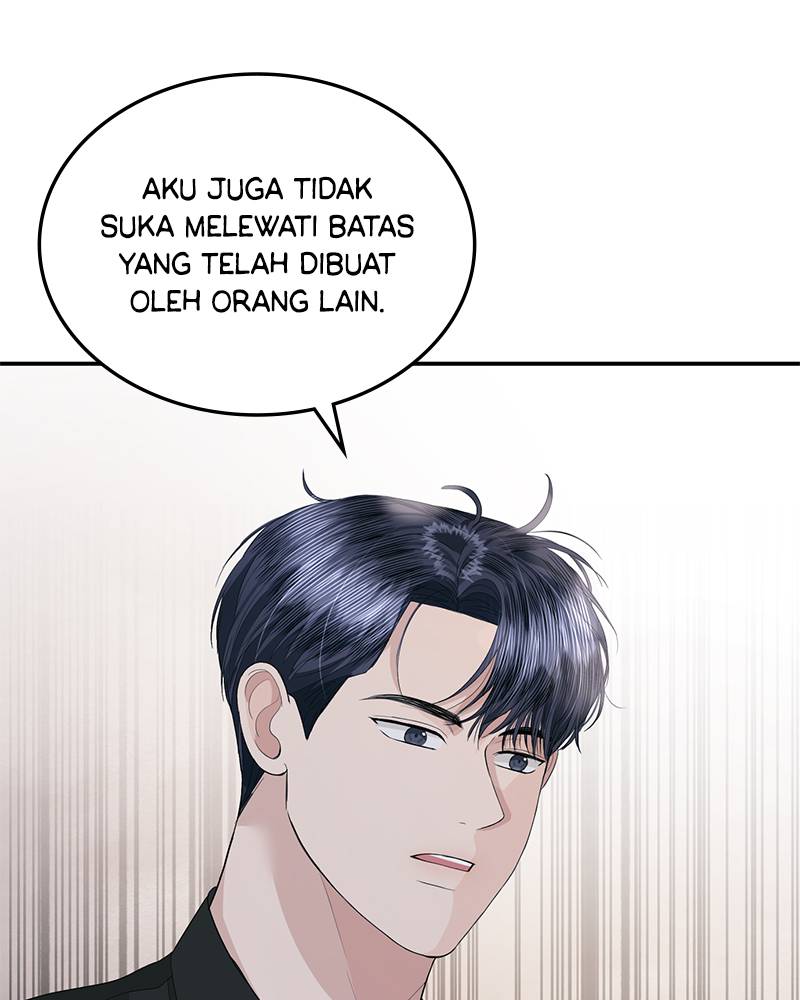 AKU JUGA TIDAK
SUKA MELEWATI BATAS
YANG TELAH DIBUAT
OLEH ORANG LAIN.